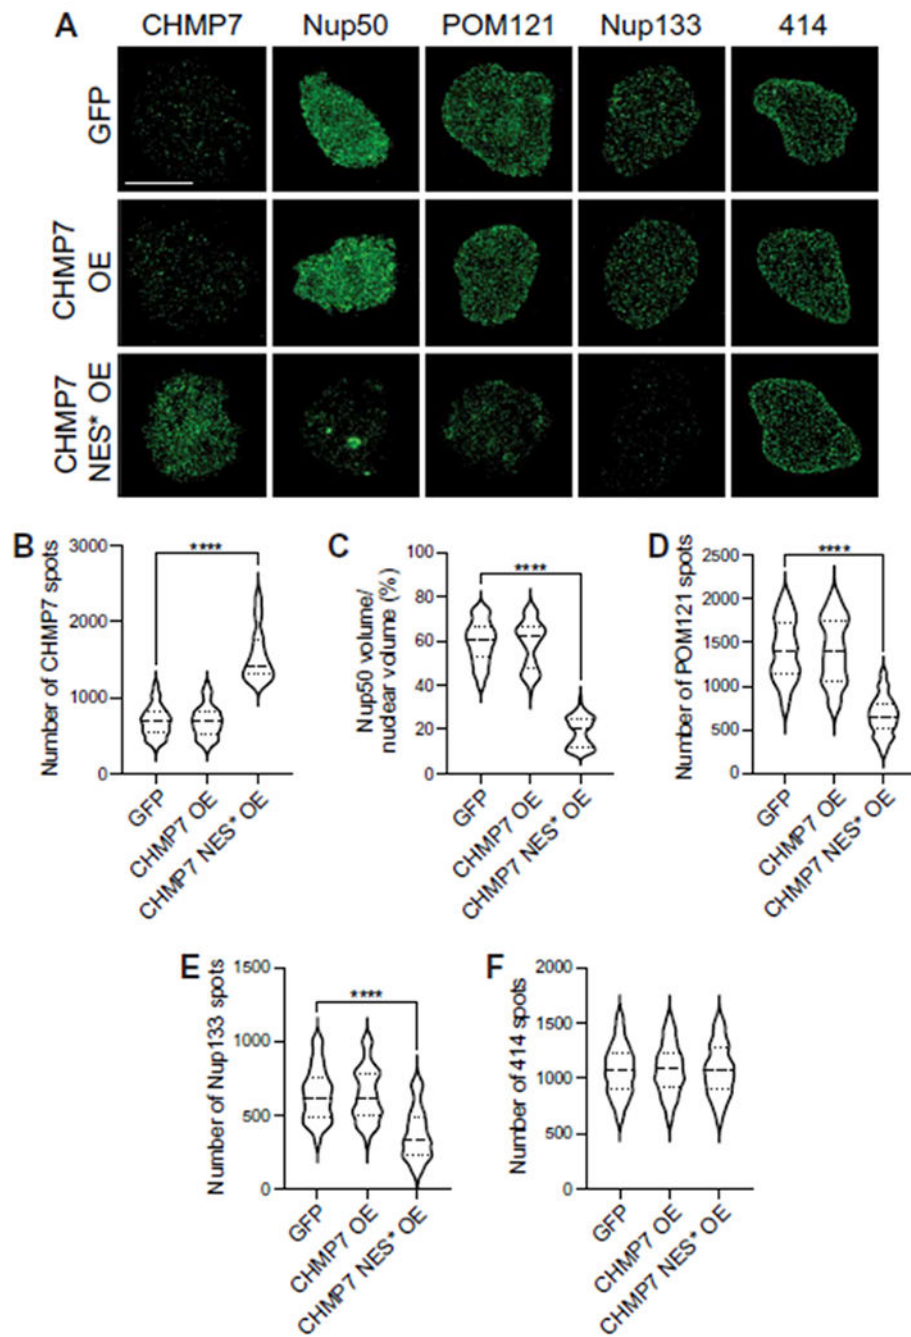 A CHMP7 Nup50 POM121 Nup133 414
GFP
CHMP7
OE
CHMP7
NES* OE
B
Number of CHMP7 spots
3000
2000
1000
0
****
GFP
CHMP7 OE
CHMP7 NES* OE
C
Nup50 volume/
nuclear volume (%)
100
80
60
40
20
0
****
GFP
CHMP7 OE
CHMP7 NES* OE
D
Number of POM121 spots
2500
2000
1500
1000
500
0
****
GFP
CHMP7 OE
CHMP7 NES* OE
E
Number of Nup133 spots
1500
1000
500
0
****
GFP
CHMP7 OE
CHMP7 NES* OE
F
Number of 414 spots
2000
1500
1000
500
0
GFP
CHMP7 OE
CHMP7 NES* OE